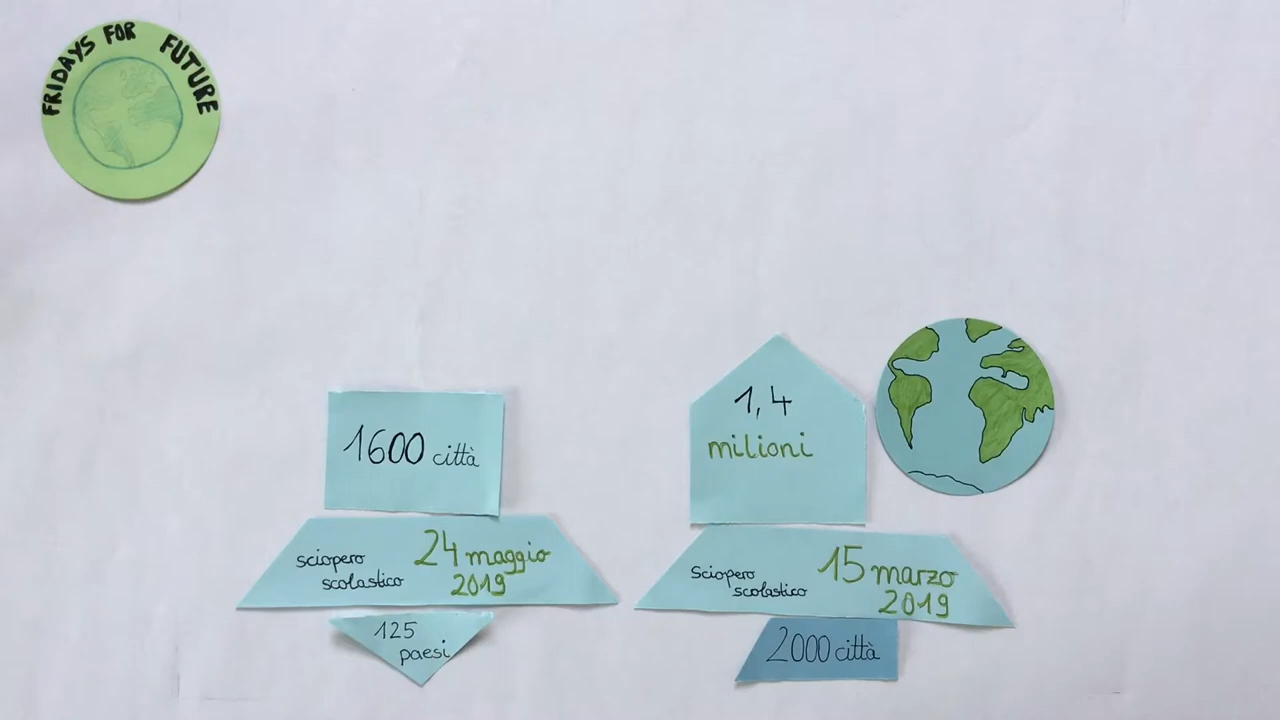 FRIDAYS FOR FUTURE
1600 città
sciopero
scolastico
24 maggio
2019
125
paesi
1,4
milioni
sciopero
scolastico
15 marzo
2019
2000 città